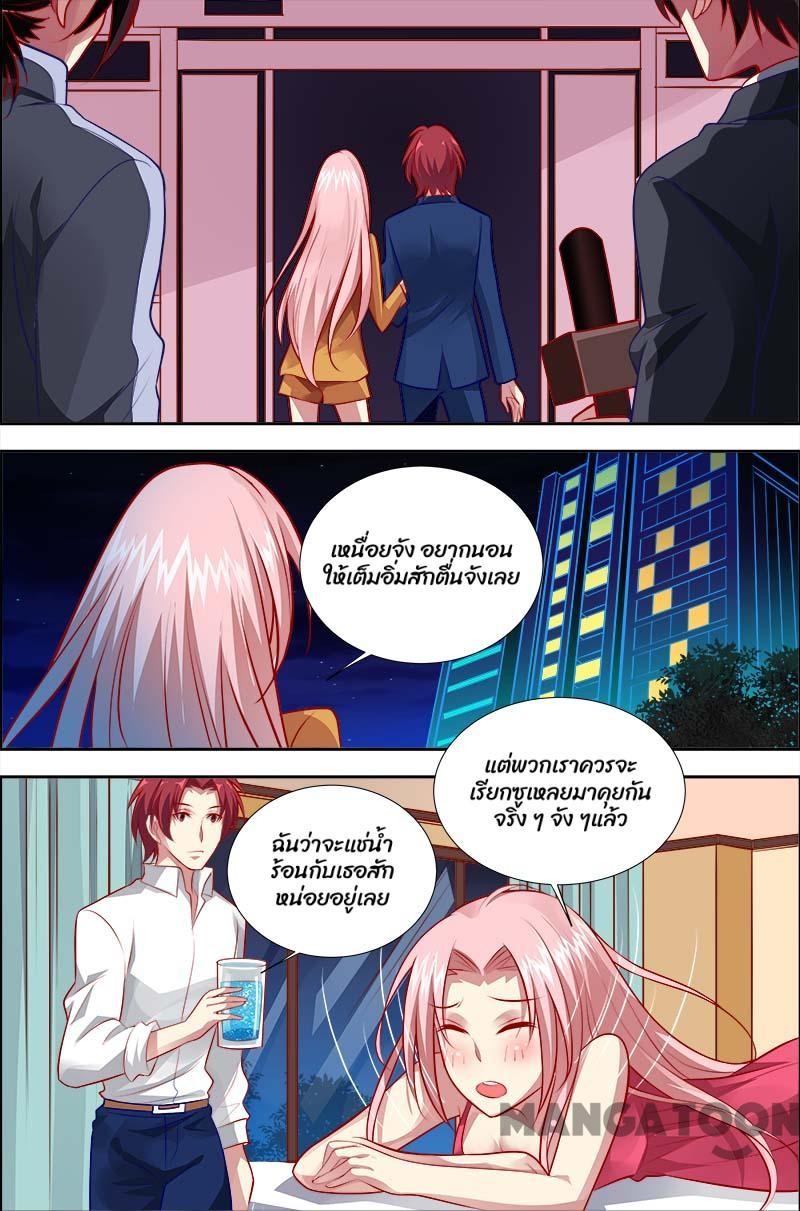 เหนื่อยจัง อยากนอน
ให้เต็มอิ่มสักตื่นจังเลย
แต่พวกเราควรจะ
เรียกซูเหลยมาคุยกัน
จริง ๆ จัง ๆแล้ว
ฉันว่าจะแช่น้ำ
ร้อนกับเธอสัก
หน่อยอยู่เลย
MANGATOON